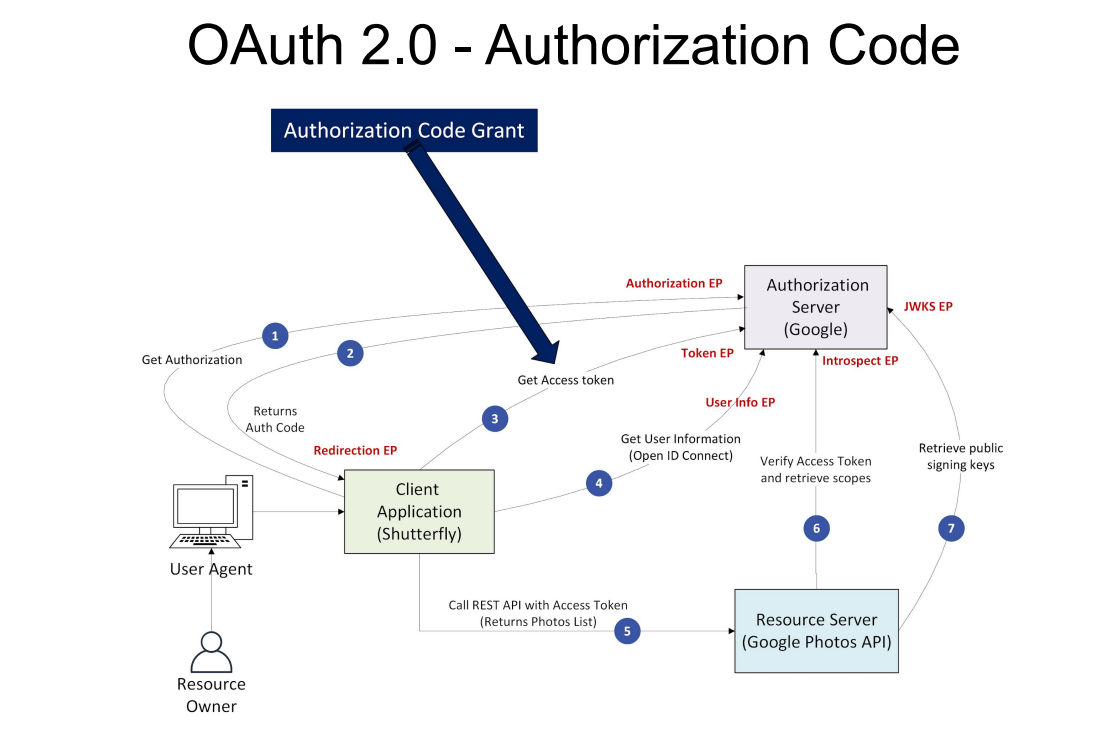 OAuth 2.0 - Authorization Code
Authorization Code Grant
Authorization EP
Authorization
Server
(Google)
JWKS EP
1
2
Get Authorization
Token EP
Introspect EP
Get Access token
3
User Info EP
Returns
Auth Code
Redirection EP
Get User Information
(Open ID Connect)
Verify Access Token
and retrieve scopes
Retrieve public
signing keys
4
Client
Application
(Shutterfly)
6
7
User Agent
Call REST API with Access Token
(Returns Photos List)
5
Resource Server
(Google Photos API)
Resource
Owner